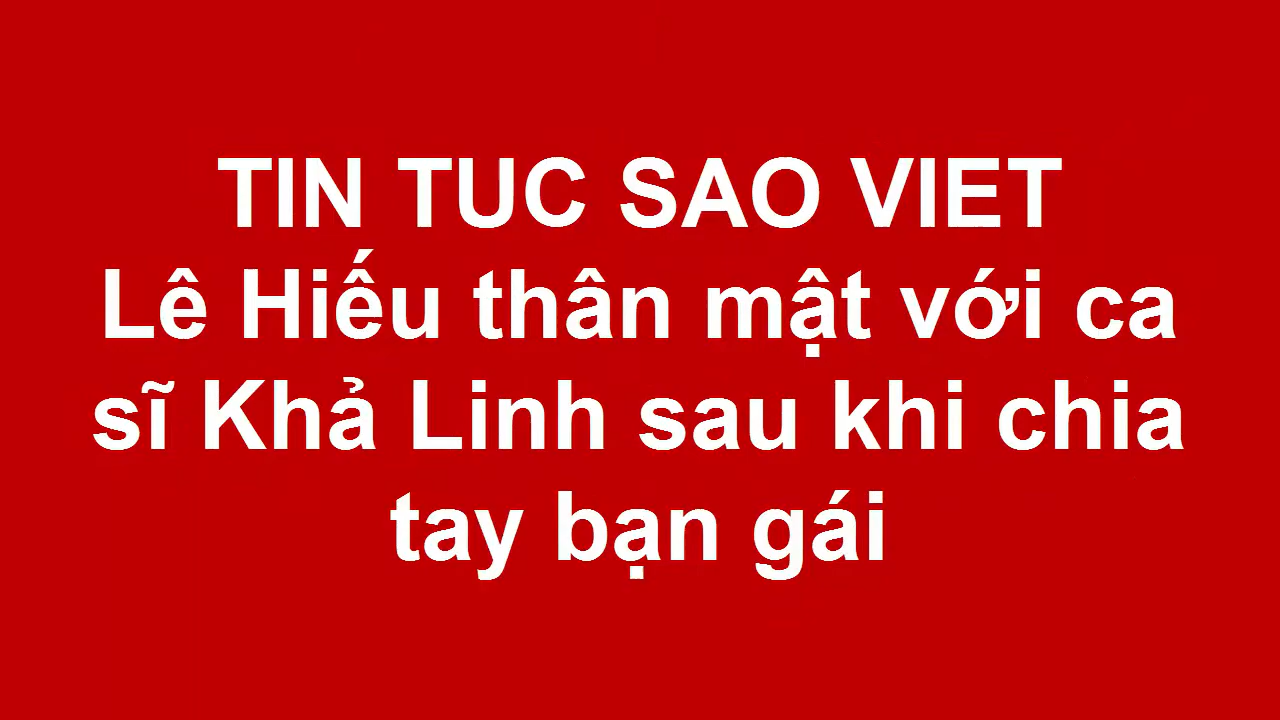 TIN TUC SAO VIET
Lê Hiếu thân mật với ca
sĩ Khả Linh sau khi chia
tay bạn gái